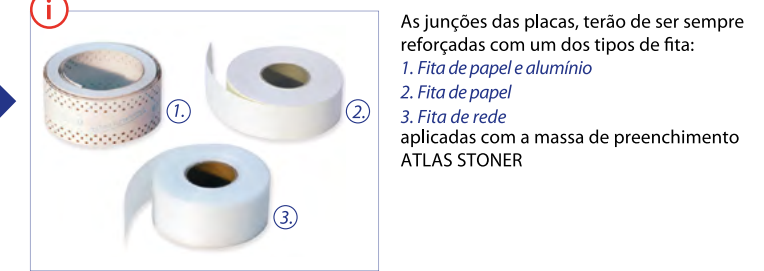 i
1.
2.
3.
As junções das placas, terão de ser sempre
reforçadas com um dos tipos de fita:
1. Fita de papel e alumínio
2. Fita de papel
3. Fita de rede
aplicadas com a massa de preenchimento
ATLAS STONER